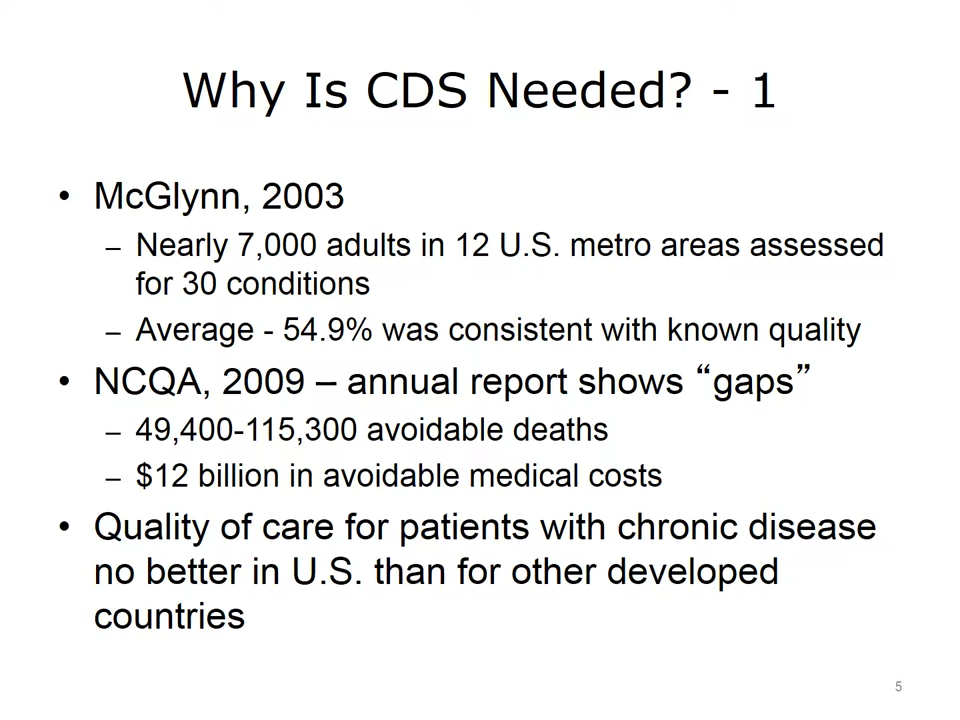 Why Is CDS Needed? - 1
• McGlynn, 2003
– Nearly 7,000 adults in 12 U.S. metro areas assessed
for 30 conditions
– Average - 54.9% was consistent with known quality
• NCQA, 2009 – annual report shows “gaps”
– 49,400-115,300 avoidable deaths
– $12 billion in avoidable medical costs
• Quality of care for patients with chronic disease
no better in U.S. than for other developed
countries
5